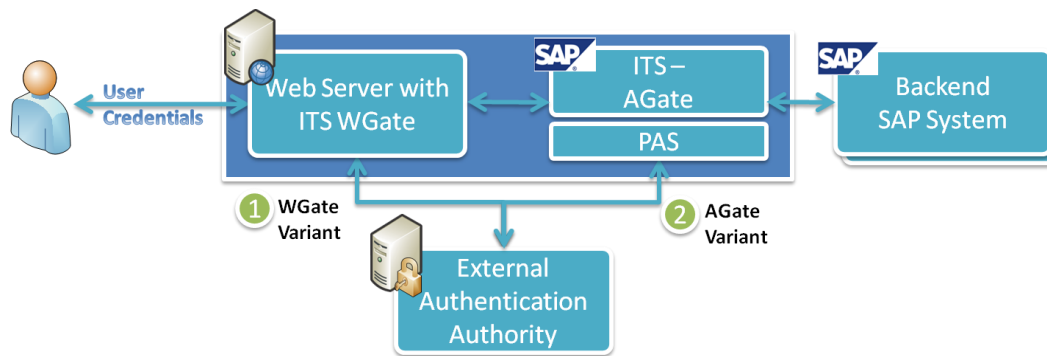 User
Credentials
Web Server with
ITS WGate
SAP
ITS –
AGate
PAS
SAP
Backend
SAP System
1
WGate
Variant
2
AGate
Variant
External
Authentication
Authority